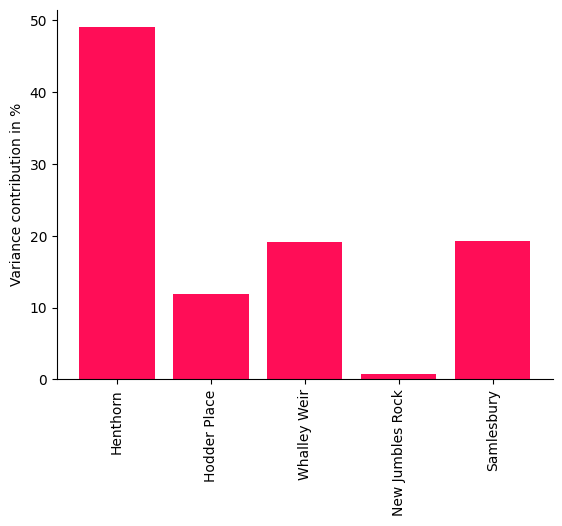 Variance contribution in %
50
40
30
20
10
0
Henthorn
Hodder Place
Whalley Weir
New Jumbles Rock
Samlesbury